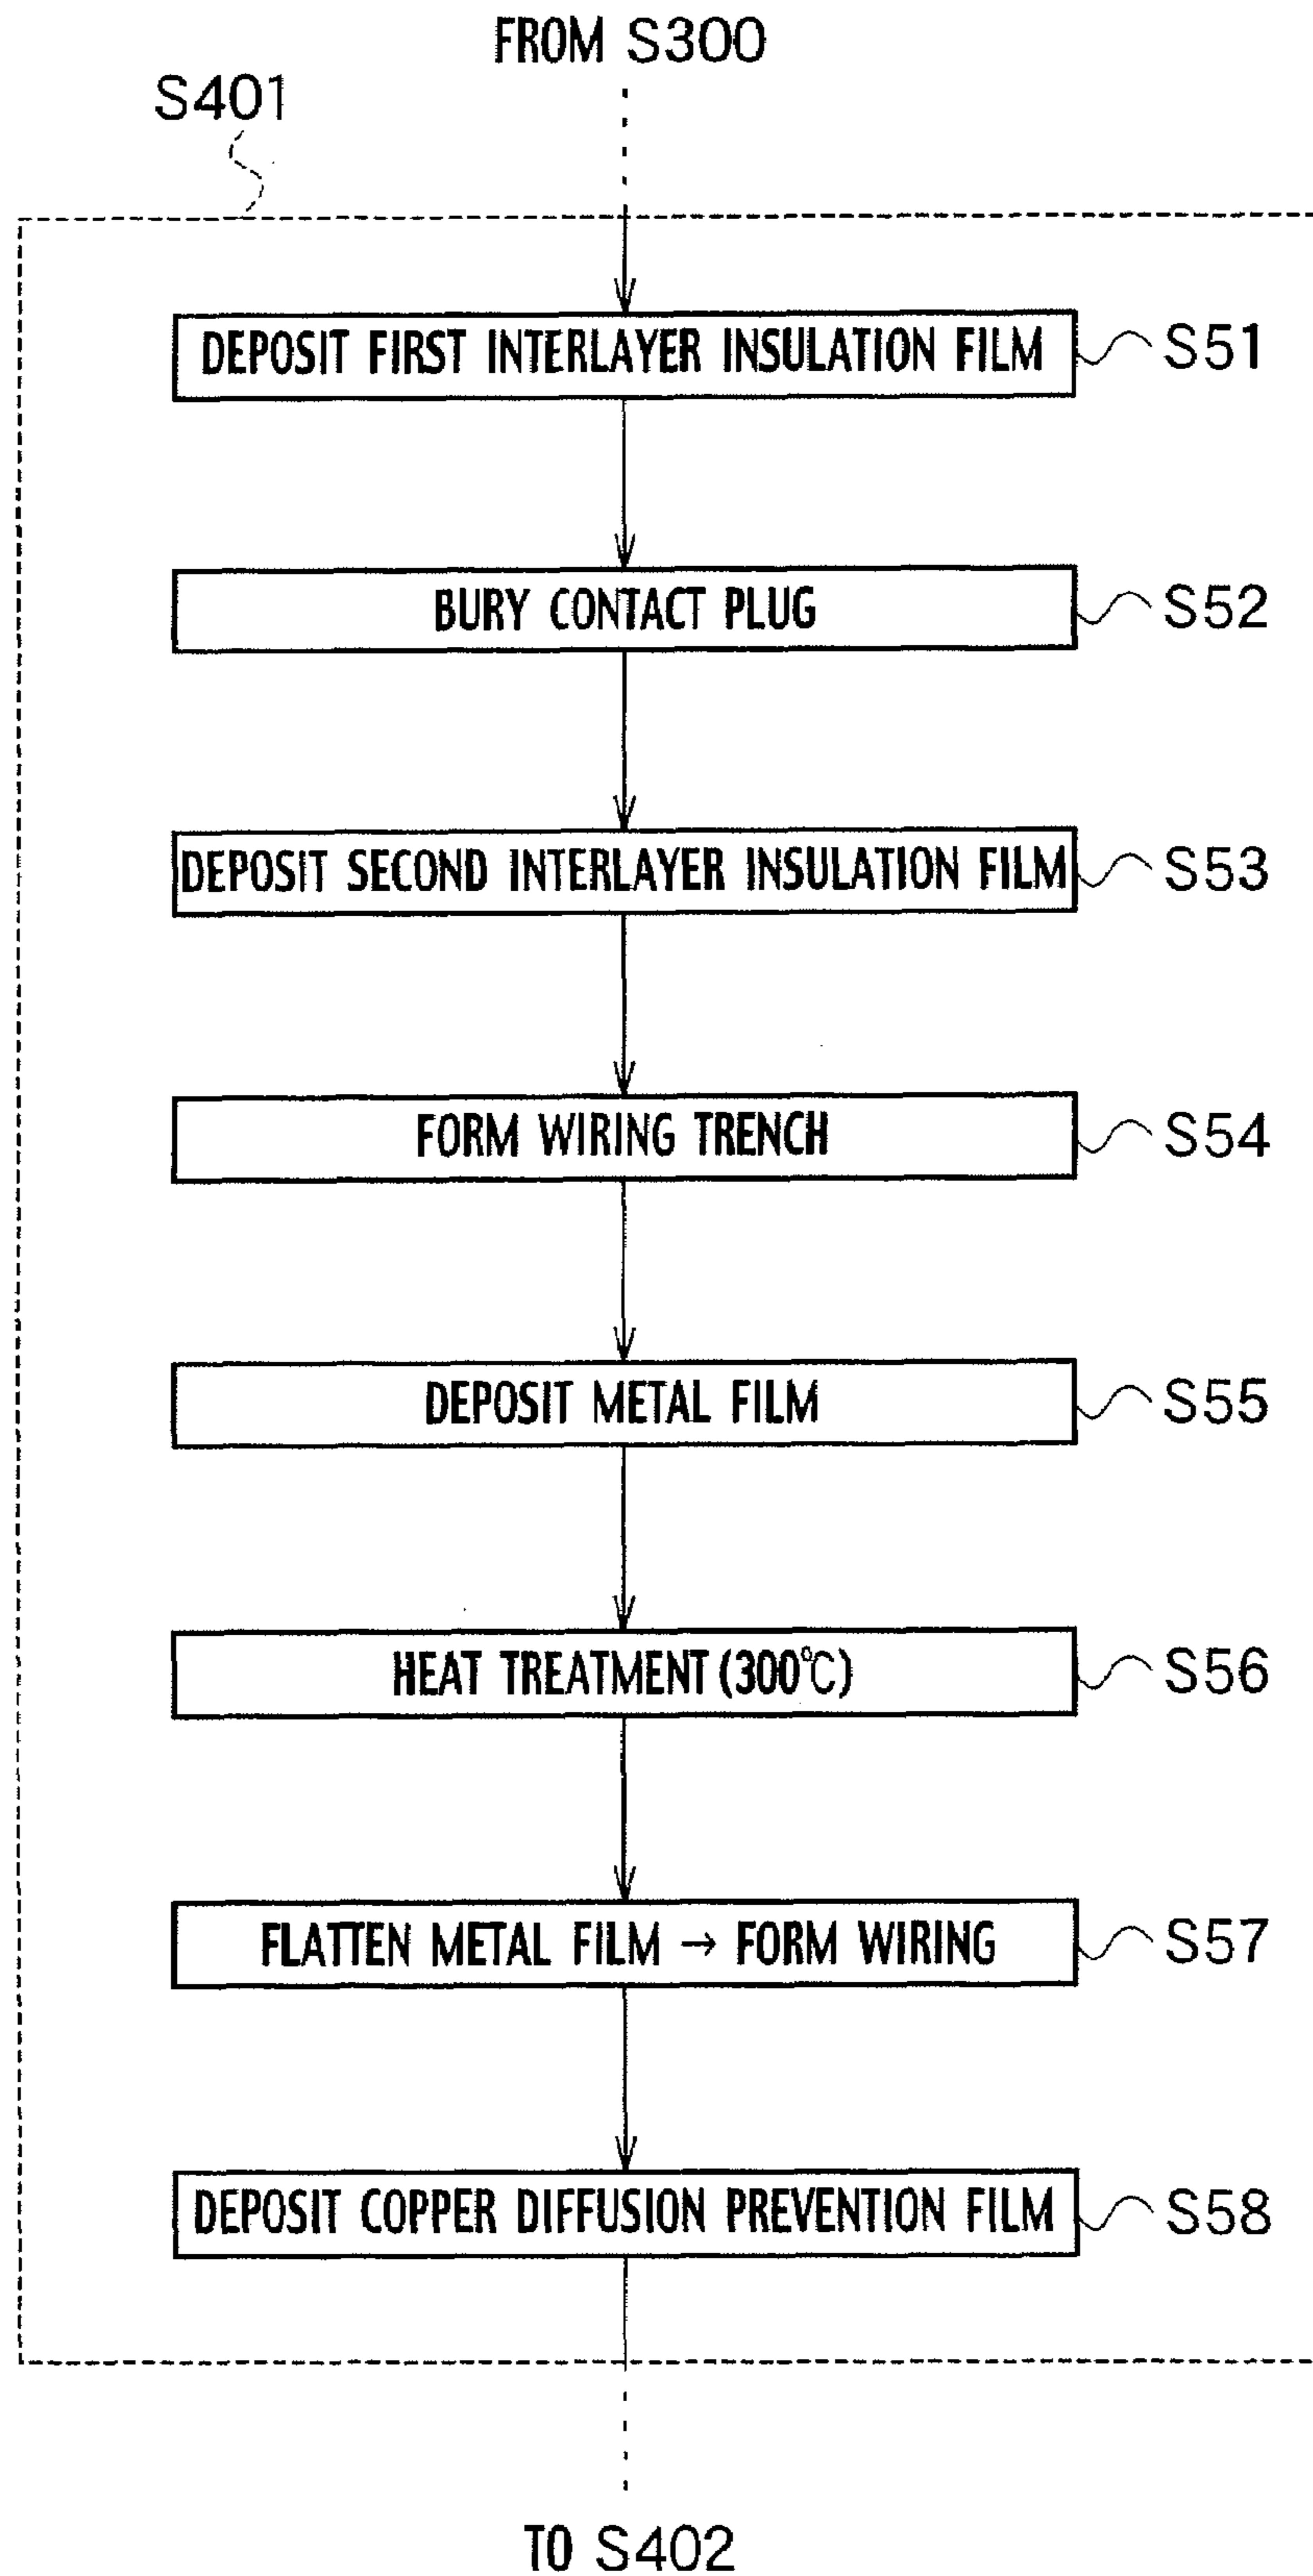 FROM S300
S401
DEPOSIT FIRST INTERLAYER INSULATION FILM S51
BURY CONTACT PLUG S52
DEPOSIT SECOND INTERLAYER INSULATION FILM S53
FORM WIRING TRENCH S54
DEPOSIT METAL FILM S55
HEAT TREATMENT (300℃) S56
FLATTEN METAL FILM → FORM WIRING S57
DEPOSIT COPPER DIFFUSION PREVENTION FILM S58
TO S402